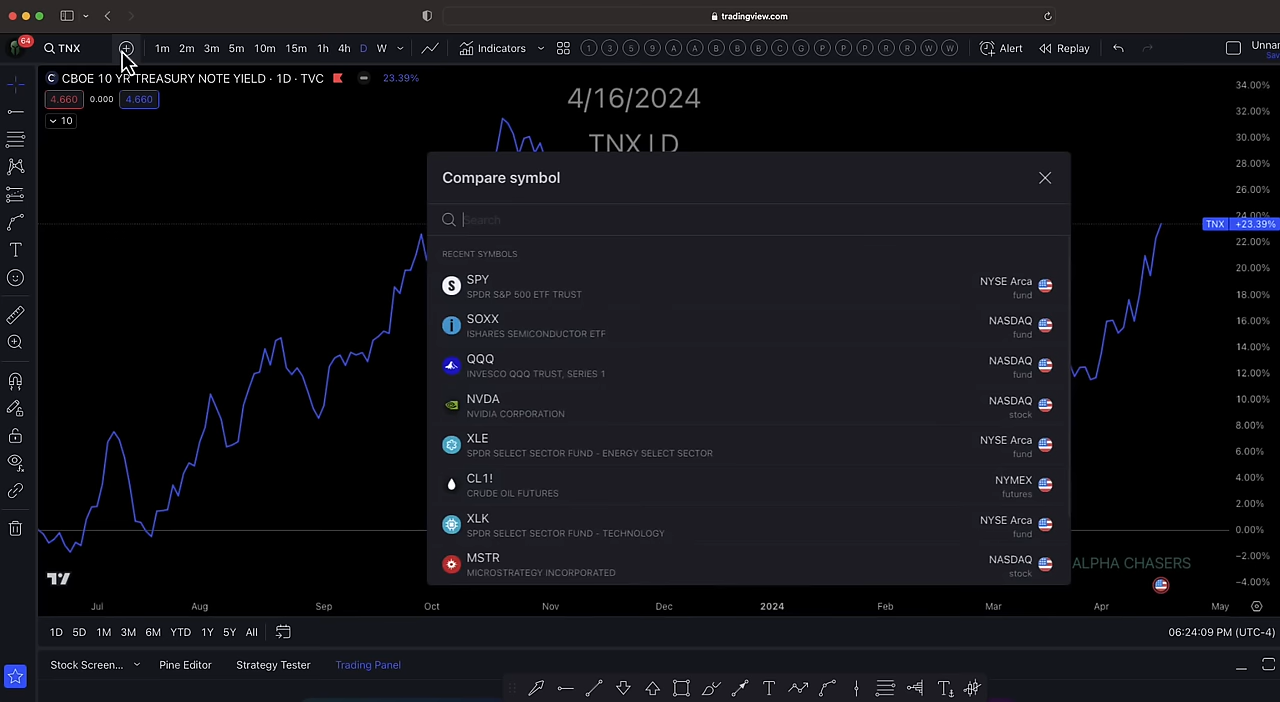 tradingview.com
64
TNX
1m 2m 3m 5m 10m 15m 1h 4h D W
Indicators
1 3 5 9 A A B B B C G P P P R R W W
Alert
Replay
Unnar
Sav
C CBOE 10 YR TREASURY NOTE YIELD · 1D · TVC
23.39%
4.660 0.000 4.660
10
4/16/2024
TNX | D
Compare symbol
Search
RECENT SYMBOLS
S SPY NYSE Arca
SPDR S&P 500 ETF TRUST fund
i SOXX NASDAQ
ISHARES SEMICONDUCTOR ETF fund
QQQ NASDAQ
INVESCO QQQ TRUST, SERIES 1 fund
NVDA NASDAQ
NVIDIA CORPORATION stock
XLE NYSE Arca
SPDR SELECT SECTOR FUND - ENERGY SELECT SECTOR fund
CL1! NYMEX
CRUDE OIL FUTURES futures
XLK NYSE Arca
SPDR SELECT SECTOR FUND - TECHNOLOGY fund
MSTR NASDAQ
MICROSTRATEGY INCORPORATED stock
34.00%
32.00%
30.00%
28.00%
26.00%
24.00%
TNX +23.39%
22.00%
20.00%
18.00%
16.00%
14.00%
12.00%
10.00%
8.00%
6.00%
4.00%
2.00%
0.00%
−2.00%
−4.00%
ALPHA CHASERS
Jul Aug Sep Oct Nov Dec 2024 Feb Mar Apr May
1D 5D 1M 3M 6M YTD 1Y 5Y All
06:24:09 PM (UTC-4)
Stock Screen... Pine Editor Strategy Tester Trading Panel